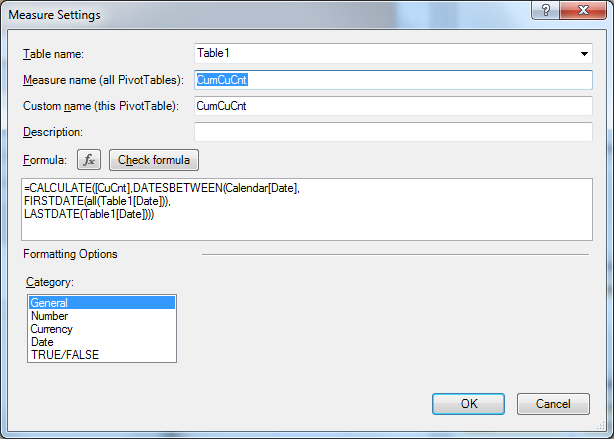 Measure Settings
Table name: Table1
Measure name (all PivotTables): CumCuCnt
Custom name (this PivotTable): CumCuCnt
Description:
Formula: fx Check formula
=CALCULATE([CuCnt],DATESBETWEEN(Calendar[Date],
FIRSTDATE(all(Table1[Date])),
LASTDATE(Table1[Date])))
Formatting Options
Category:
General
Number
Currency
Date
TRUE/FALSE
OK Cancel